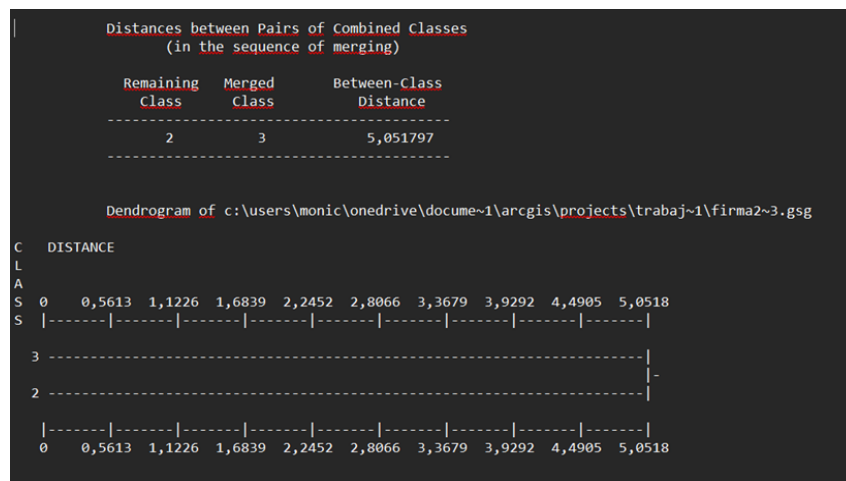 Distances between Pairs of Combined Classes
(in the sequence of merging)
Remaining Merged Between-Class
Class Class Distance
-----------------------------------------
2 3 5,051797
-----------------------------------------
Dendrogram of c:\users\monic\onedrive\docume~1\arcgis\projects\trabaj~1\firma2~3.gsg
C DISTANCE
L
A
S 0 0,5613 1,1226 1,6839 2,2452 2,8066 3,3679 3,9292 4,4905 5,0518
S |-------|-------|-------|-------|-------|-------|-------|-------|-------|
3 -----------------------------------------------------------------------|
|-
2 -----------------------------------------------------------------------|
|-------|-------|-------|-------|-------|-------|-------|-------|-------|
0 0,5613 1,1226 1,6839 2,2452 2,8066 3,3679 3,9292 4,4905 5,0518